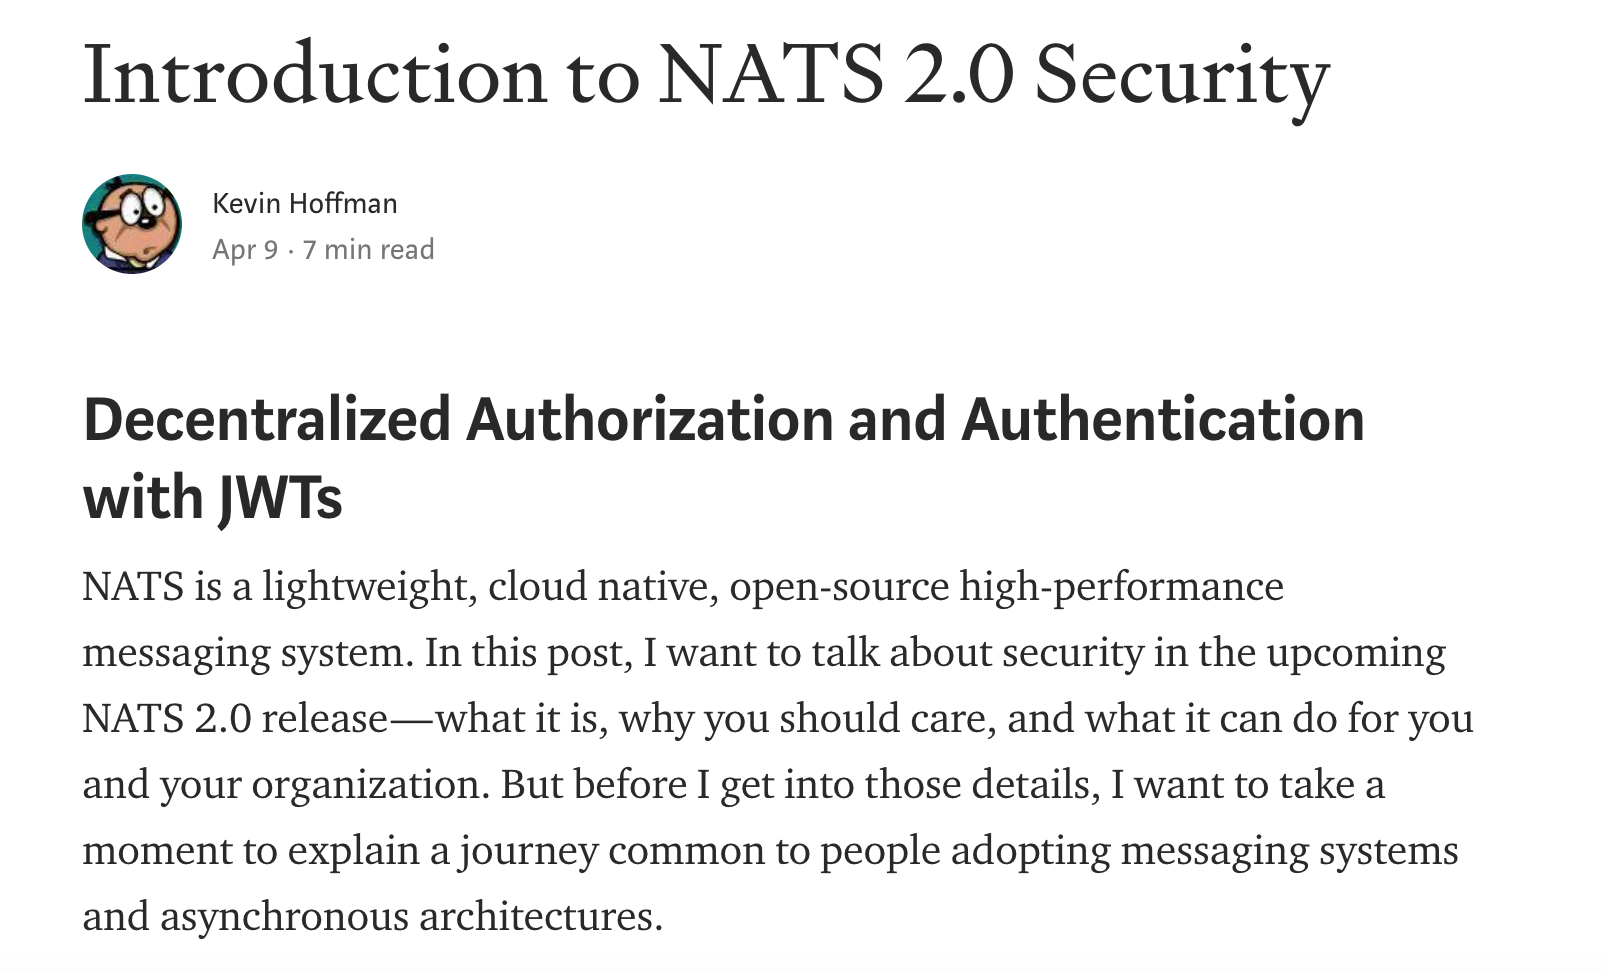 Introduction to NATS 2.0 Security
Kevin Hoffman
Apr 9 · 7 min read
Decentralized Authorization and Authentication
with JWTs
NATS is a lightweight, cloud native, open-source high-performance
messaging system. In this post, I want to talk about security in the upcoming
NATS 2.0 release—what it is, why you should care, and what it can do for you
and your organization. But before I get into those details, I want to take a
moment to explain a journey common to people adopting messaging systems
and asynchronous architectures.